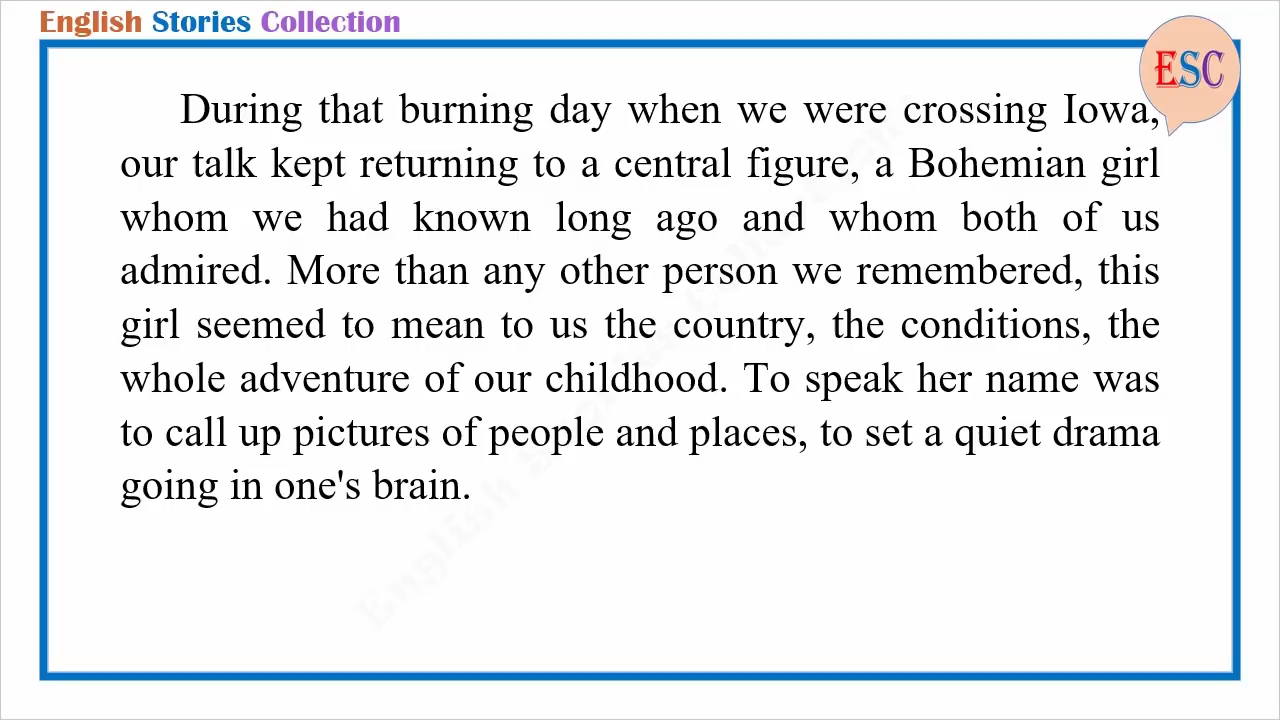 English Stories Collection
ESC
During that burning day when we were crossing Iowa,
our talk kept returning to a central figure, a Bohemian girl
whom we had known long ago and whom both of us
admired. More than any other person we remembered, this
girl seemed to mean to us the country, the conditions, the
whole adventure of our childhood. To speak her name was
to call up pictures of people and places, to set a quiet drama
going in one's brain.